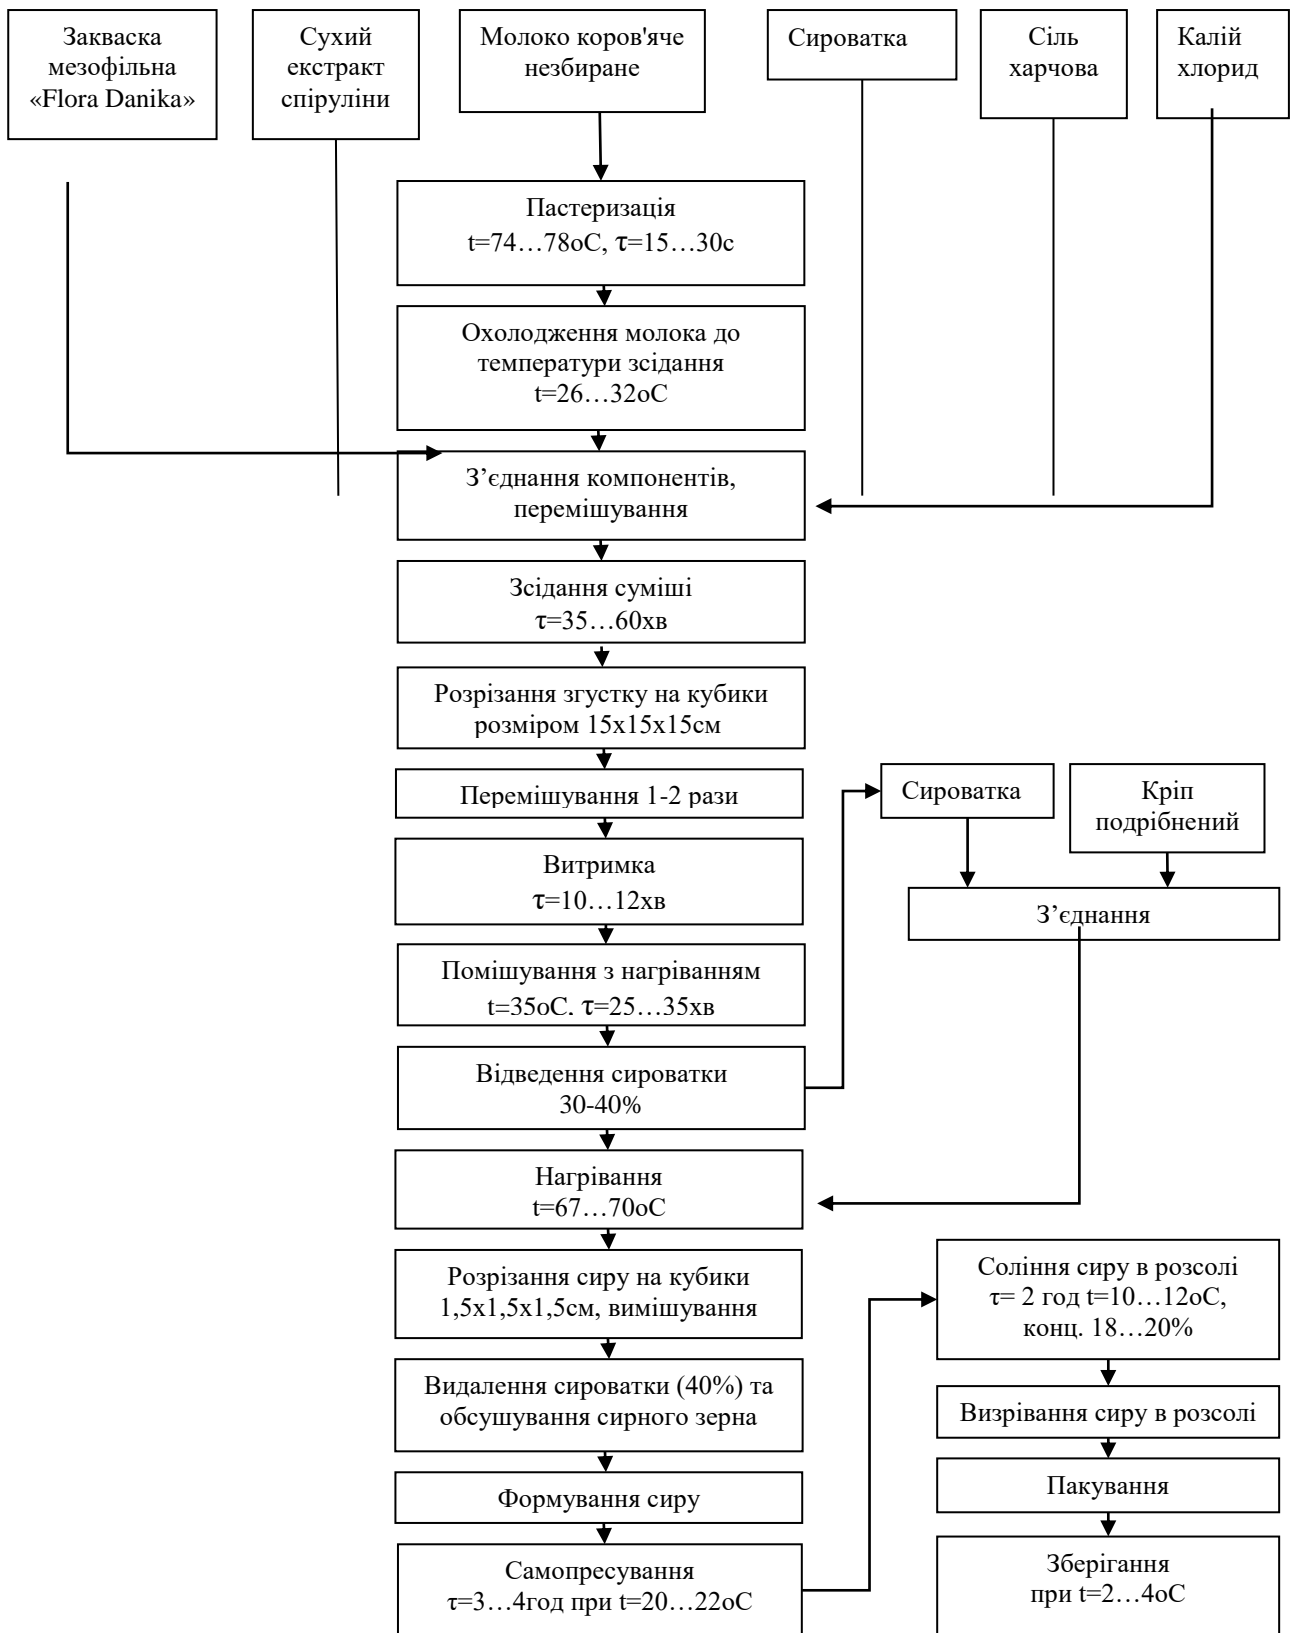 Закваска
мезофільна
«Flora Danika»
Сухий
екстракт
спіруліни
Молоко коров'яче
незбиране
Сироватка
Сіль
харчова
Калій
хлорид
Пастеризація
t=74…78оС, τ=15…30с
Охолодження молока до
температури зсідання
t=26…32оС
З’єднання компонентів,
перемішування
Зсідання суміші
τ=35…60хв
Розрізання згустку на кубики
розміром 15х15х15см
Перемішування 1-2 рази
Витримка
τ=10…12хв
Помішування з нагріванням
t=35оС, τ=25…35хв
Відведення сироватки
30-40%
Сироватка
Кріп
подрібнений
З’єднання
Нагрівання
t=67…70оС
Розрізання сиру на кубики
1,5х1,5х1,5см, вимішування
Видалення сироватки (40%) та
обсушування сирного зерна
Формування сиру
Самопресування
τ=3…4год при t=20…22оС
Соління сиру в розсолі
τ= 2 год t=10…12оС,
конц. 18…20%
Визрівання сиру в розсолі
Пакування
Зберігання
при t=2…4оС